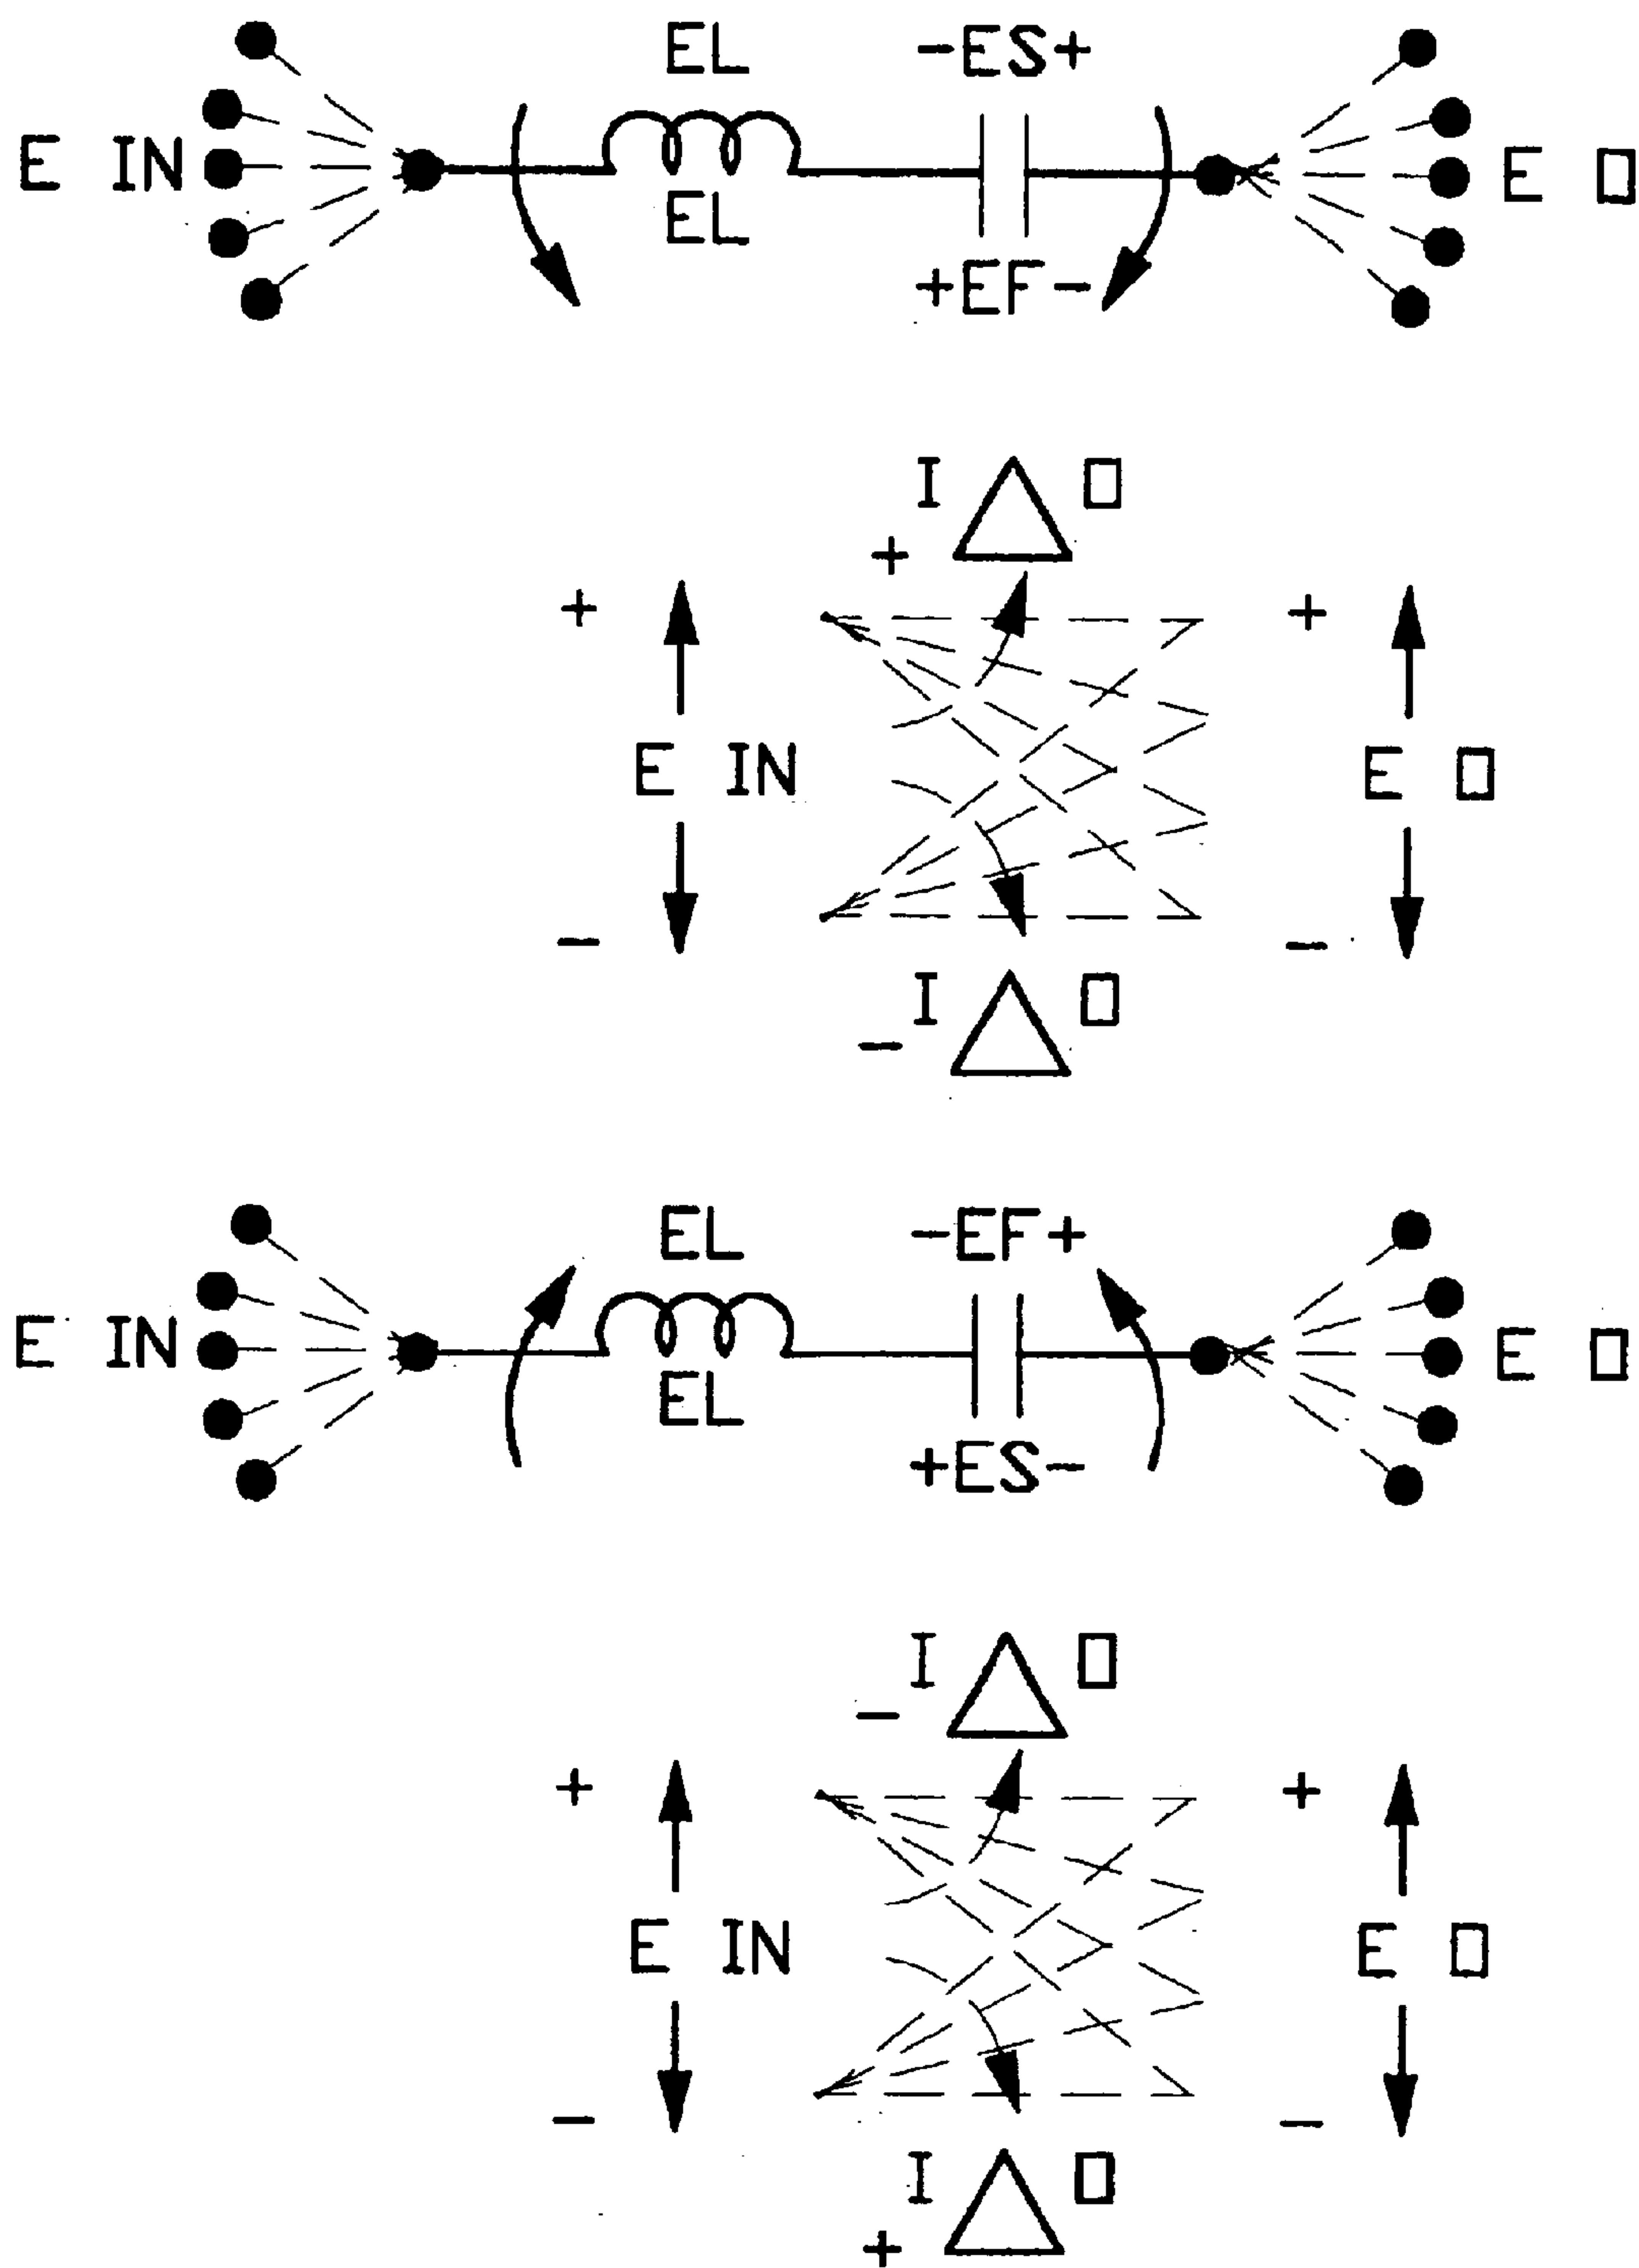 EL -ES+
E IN E O
EL
+EF-
I △ O
+
+ +
E IN E O
- -
I △ O
-
EL -EF+
E IN E O
EL
+ES-
I △ O
-
+ +
E IN E O
- -
I △ O
+